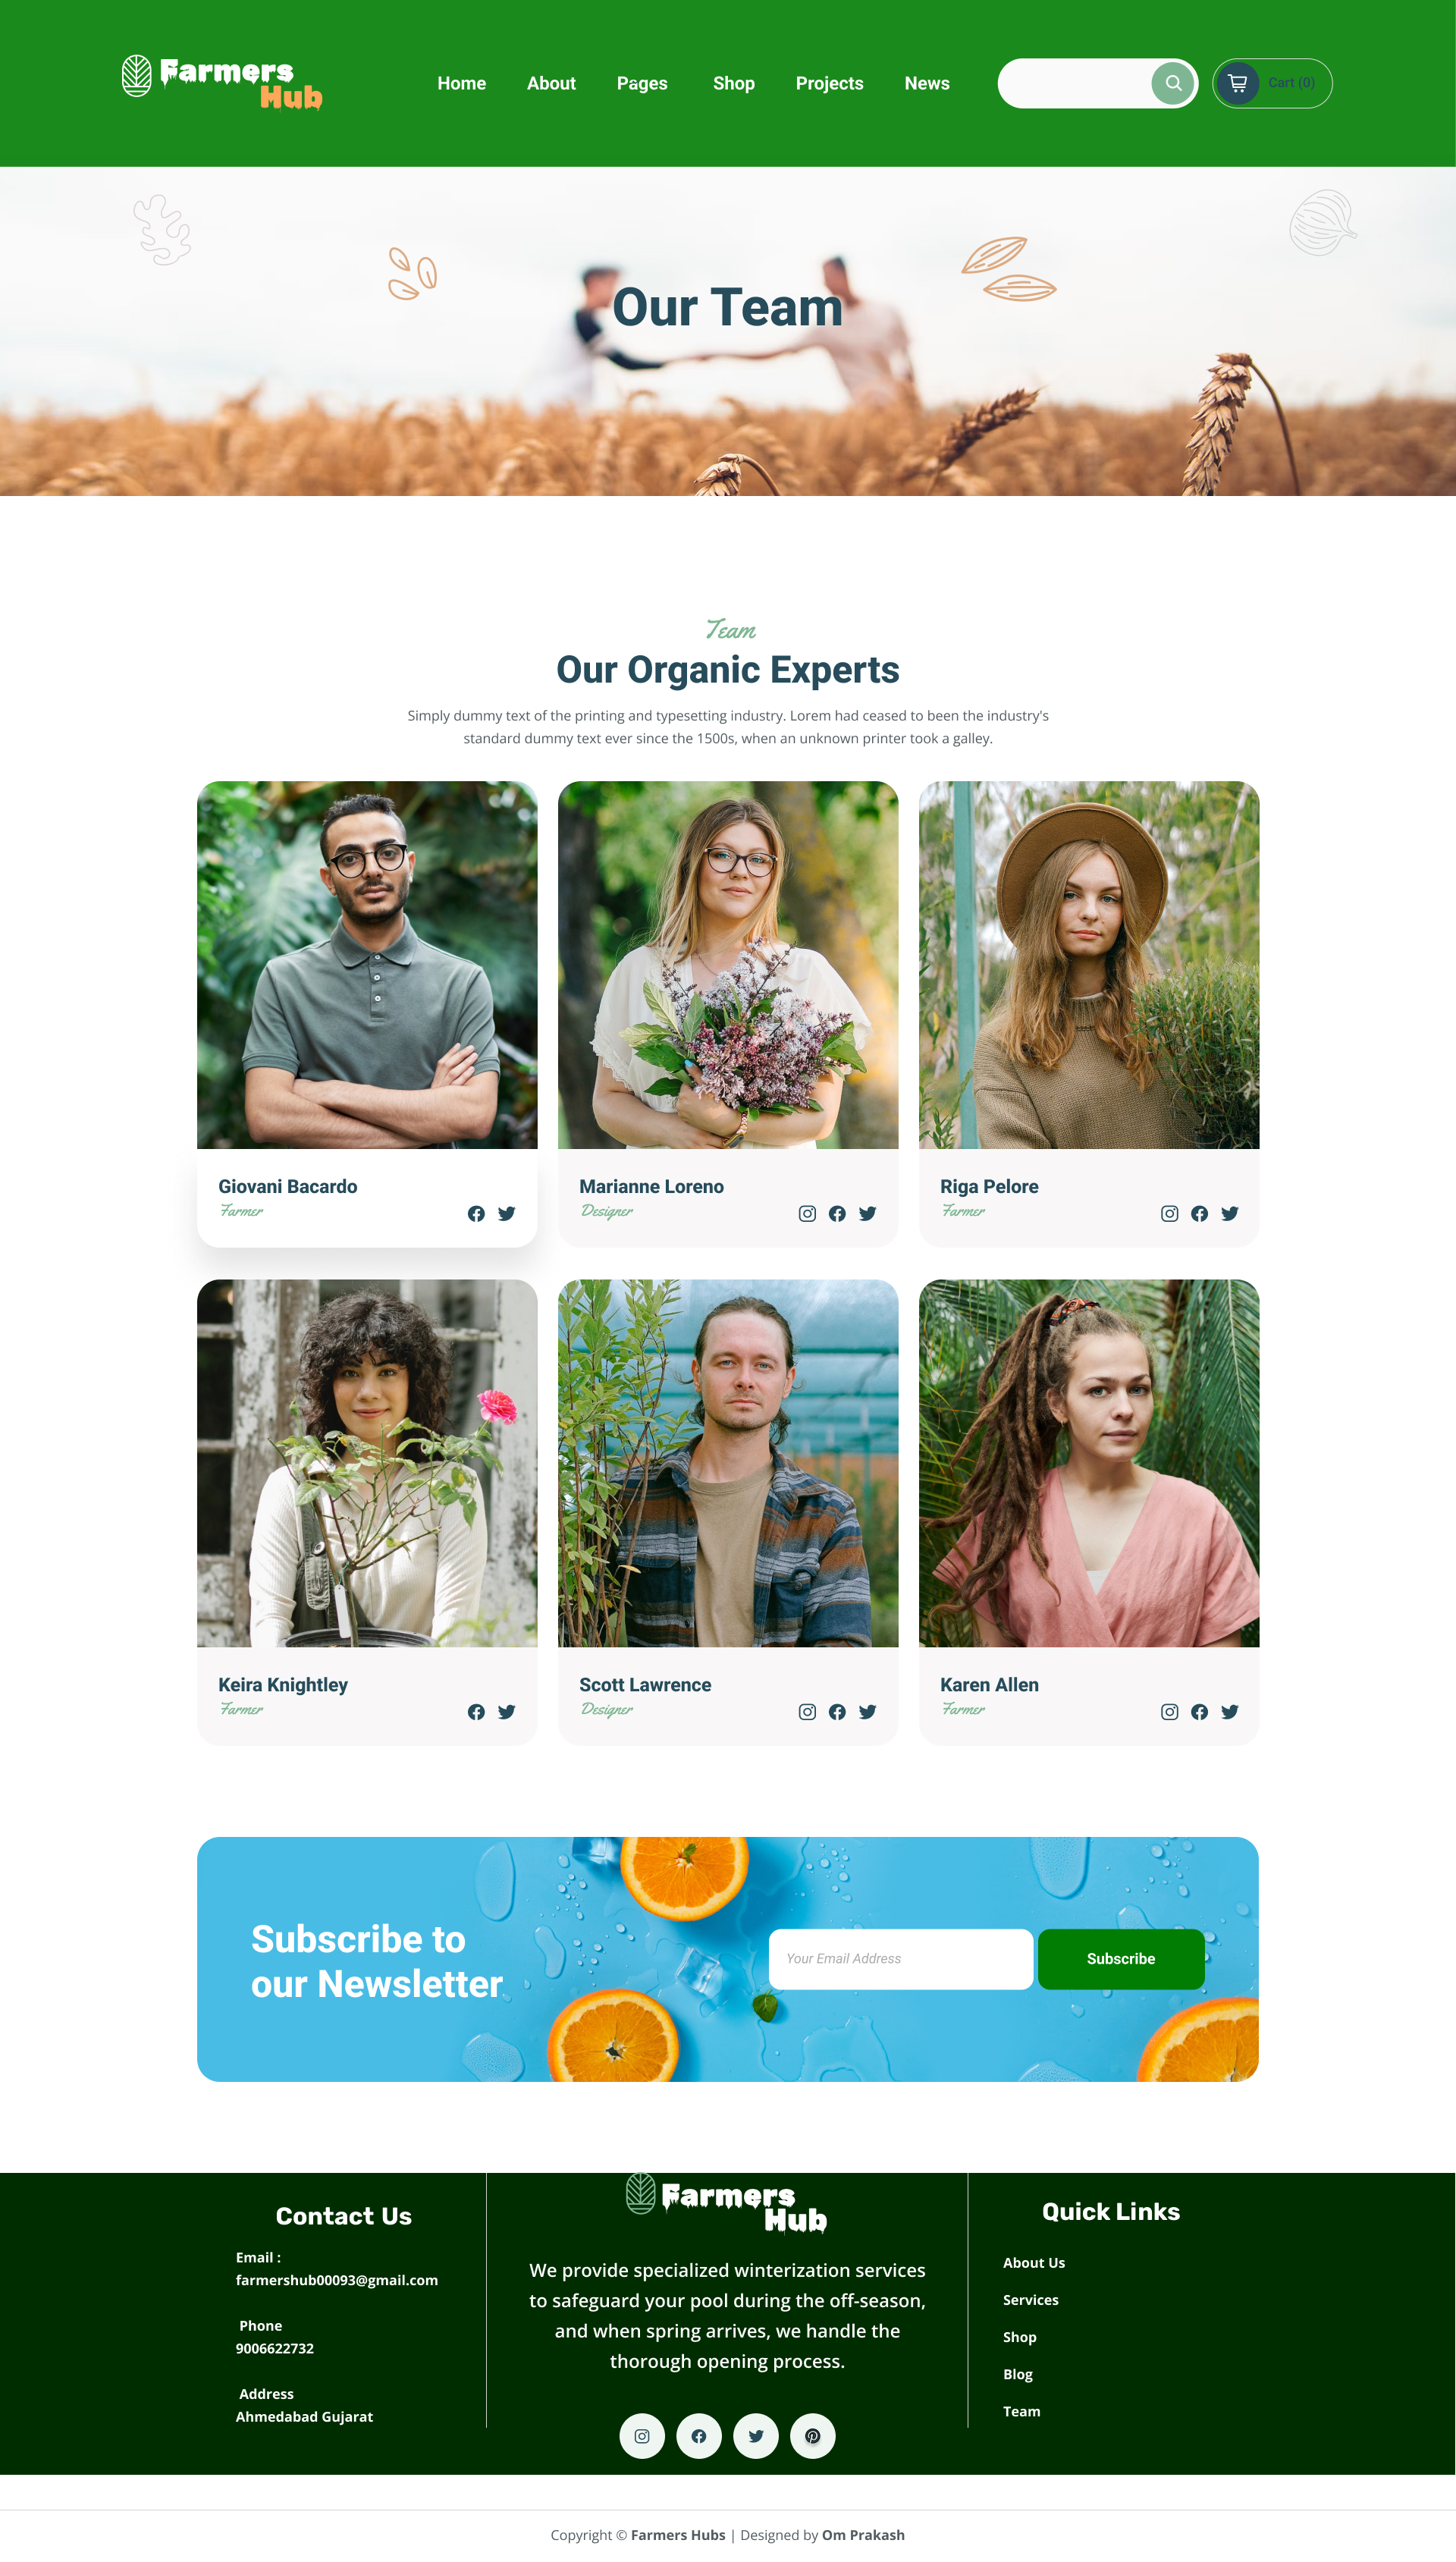 Farmers
Hub
Home About Pages Shop Projects News
Cart (0)
Our Team
Team
Our Organic Experts
Simply dummy text of the printing and typesetting industry. Lorem had ceased to been the industry's
standard dummy text ever since the 1500s, when an unknown printer took a galley.
Giovani Bacardo
Farmer
Marianne Loreno
Designer
Riga Pelore
Farmer
Keira Knightley
Farmer
Scott Lawrence
Designer
Karen Allen
Farmer
Subscribe to
our Newsletter
Your Email Address
Subscribe
Contact Us
Email :
farmershub00093@gmail.com
Phone
9006622732
Address
Ahmedabad Gujarat
Farmers
Hub
We provide specialized winterization services
to safeguard your pool during the off-season,
and when spring arrives, we handle the
thorough opening process.
Quick Links
About Us
Services
Shop
Blog
Team
Copyright © Farmers Hubs | Designed by Om Prakash